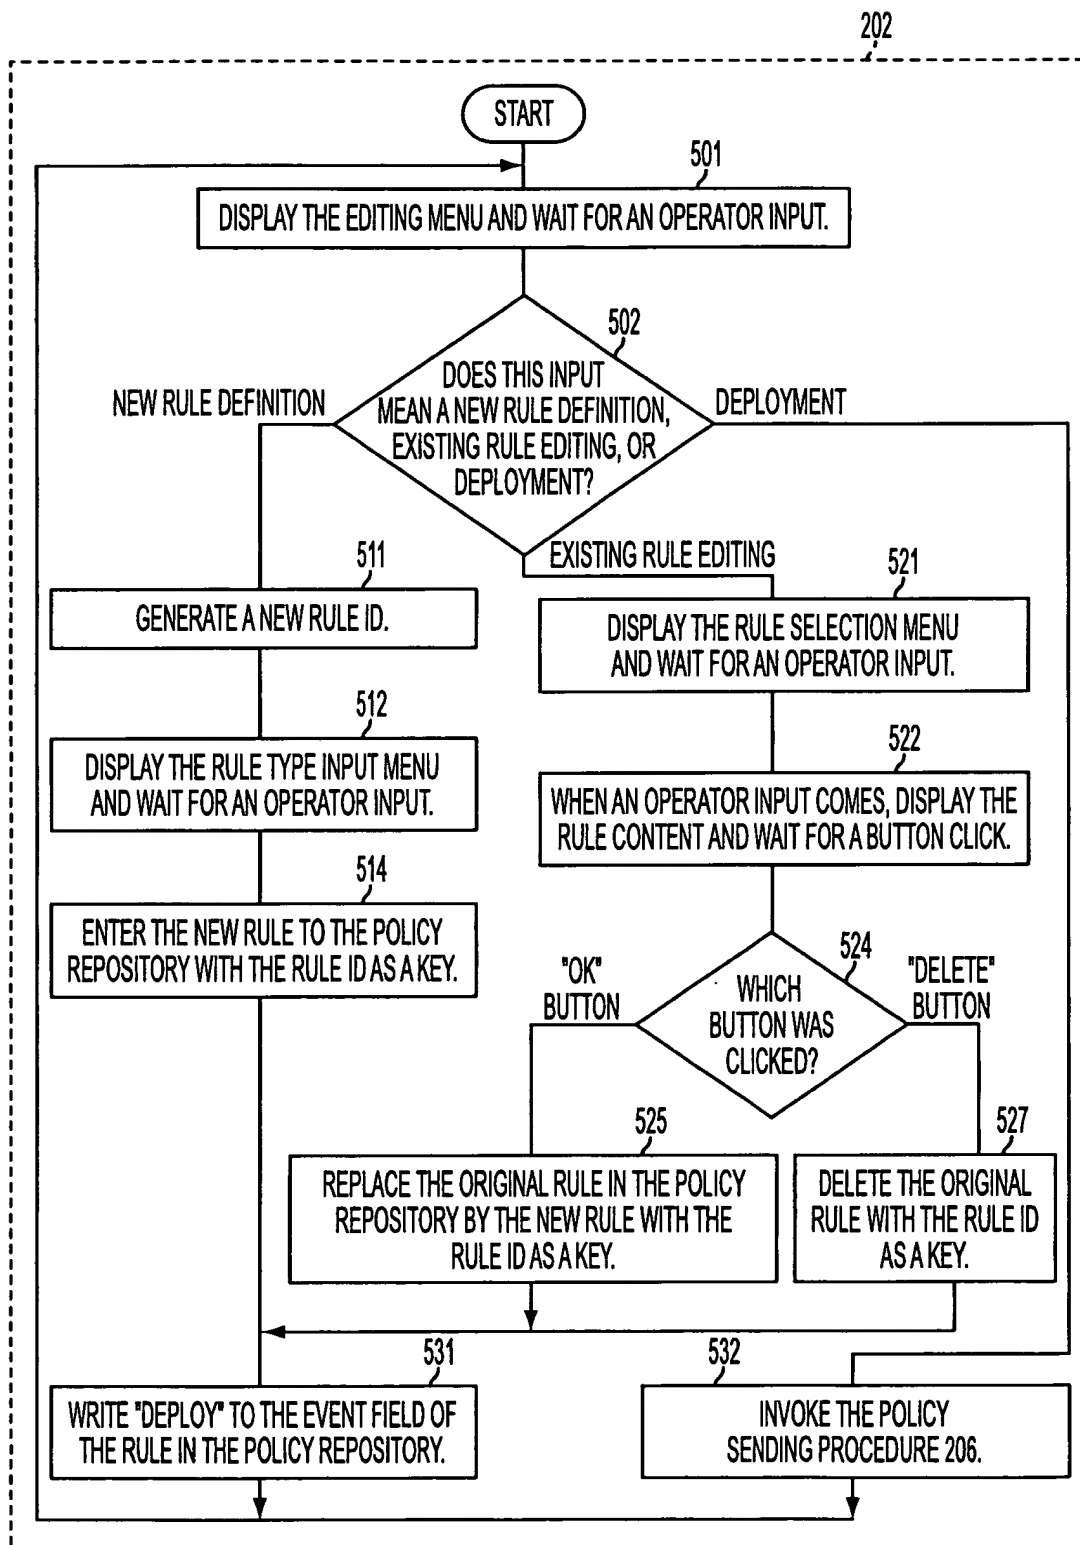 202
START
501
DISPLAY THE EDITING MENU AND WAIT FOR AN OPERATOR INPUT.
502
DOES THIS INPUT
MEAN A NEW RULE DEFINITION,
EXISTING RULE EDITING, OR
DEPLOYMENT?
NEW RULE DEFINITION
DEPLOYMENT
EXISTING RULE EDITING
511
GENERATE A NEW RULE ID.
521
DISPLAY THE RULE SELECTION MENU
AND WAIT FOR AN OPERATOR INPUT.
512
DISPLAY THE RULE TYPE INPUT MENU
AND WAIT FOR AN OPERATOR INPUT.
522
WHEN AN OPERATOR INPUT COMES, DISPLAY THE
RULE CONTENT AND WAIT FOR A BUTTON CLICK.
514
ENTER THE NEW RULE TO THE POLICY
REPOSITORY WITH THE RULE ID AS A KEY.
524
WHICH
BUTTON WAS
CLICKED?
"OK"
BUTTON
"DELETE"
BUTTON
525
REPLACE THE ORIGINAL RULE IN THE POLICY
REPOSITORY BY THE NEW RULE WITH THE
RULE ID AS A KEY.
527
DELETE THE ORIGINAL
RULE WITH THE RULE ID
AS A KEY.
531
WRITE "DEPLOY" TO THE EVENT FIELD OF
THE RULE IN THE POLICY REPOSITORY.
532
INVOKE THE POLICY
SENDING PROCEDURE 206.